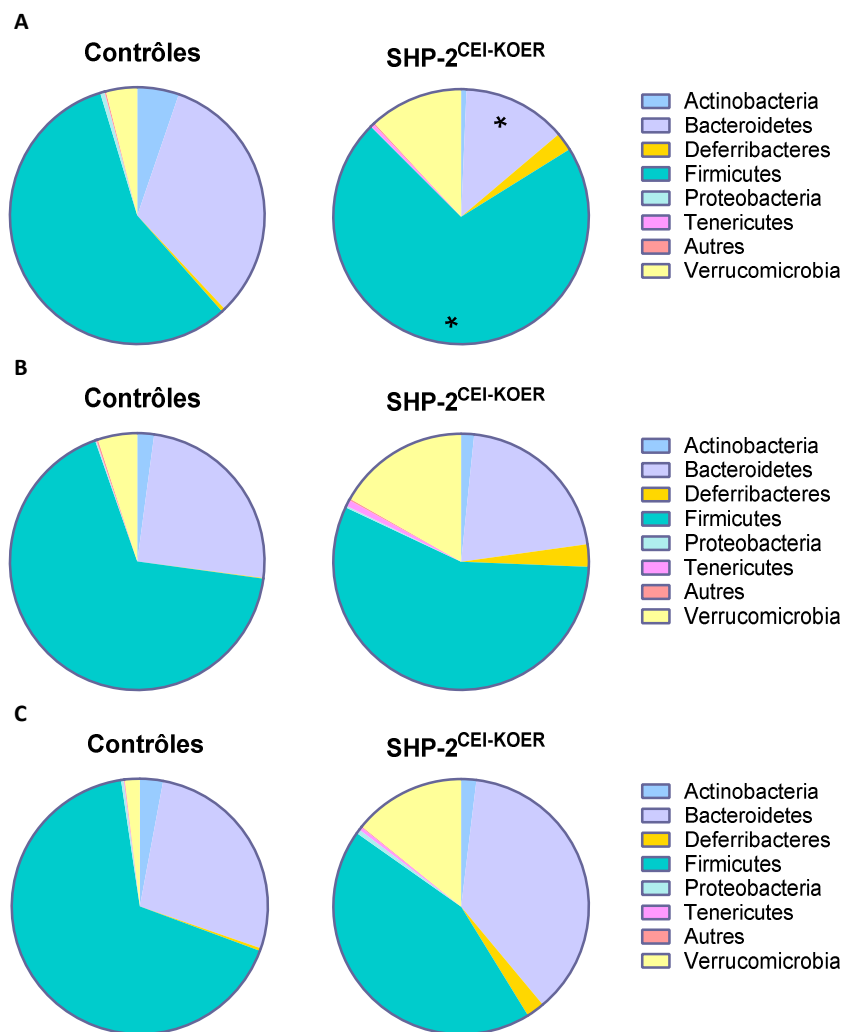 A
Contrôles
SHP-2CEI-KOER
Actinobacteria
Bacteroidetes
Deferribacteres
Firmicutes
Proteobacteria
Tenericutes
Autres
Verrucomicrobia
*
*
B
Contrôles
SHP-2CEI-KOER
Actinobacteria
Bacteroidetes
Deferribacteres
Firmicutes
Proteobacteria
Tenericutes
Autres
Verrucomicrobia
C
Contrôles
SHP-2CEI-KOER
Actinobacteria
Bacteroidetes
Deferribacteres
Firmicutes
Proteobacteria
Tenericutes
Autres
Verrucomicrobia